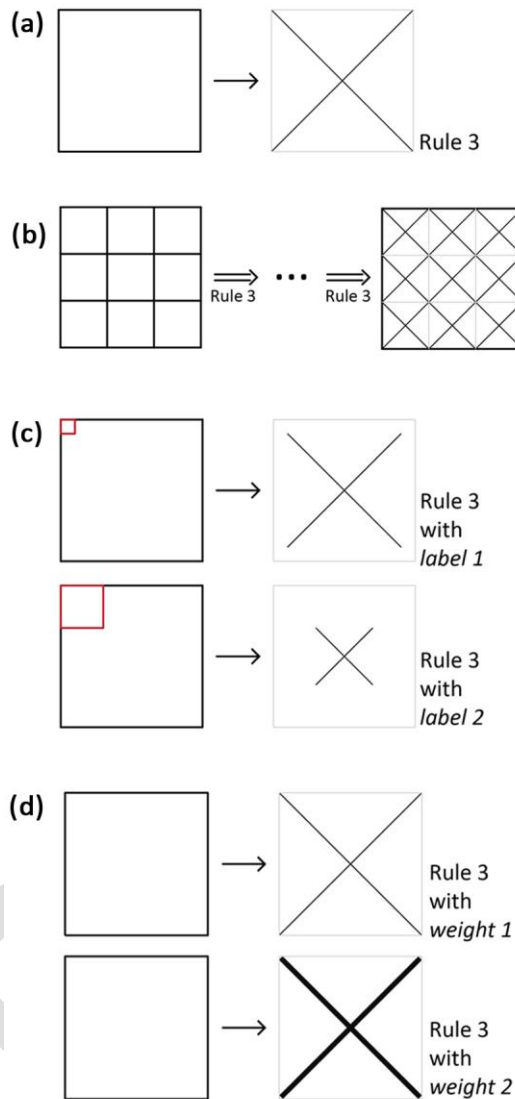 (a)
Rule 3
(b)
Rule 3
Rule 3
(c)
Rule 3
with
label 1
Rule 3
with
label 2
(d)
Rule 3
with
weight 1
Rule 3
with
weight 2